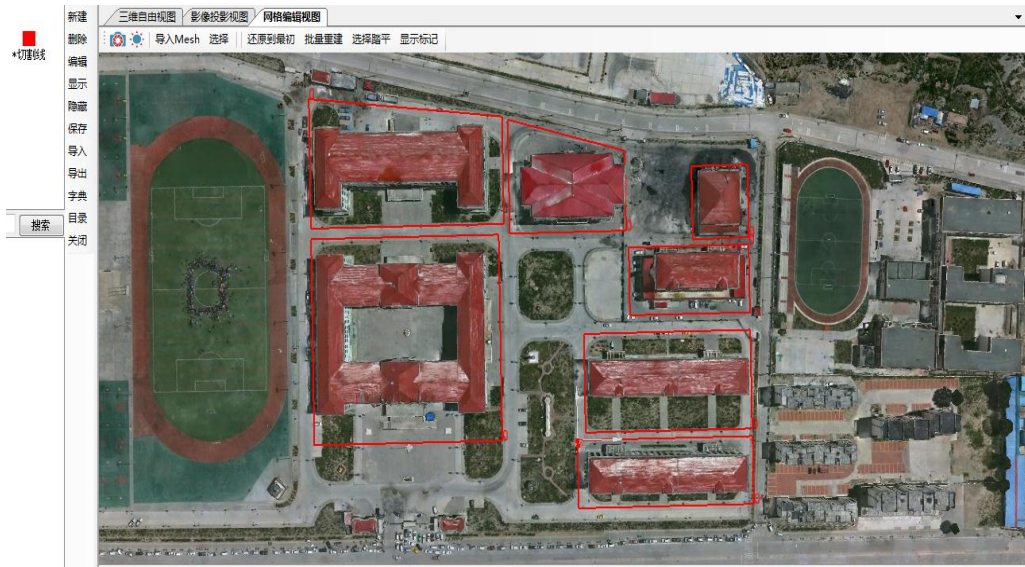 *切割线
搜索
新建
删除
编辑
显示
隐藏
保存
导入
导出
字典
目录
关闭
三维自由视图 影像投影视图 网格编辑视图
导入Mesh 选择 还原到最初 批量重建 选择踏平 显示标记